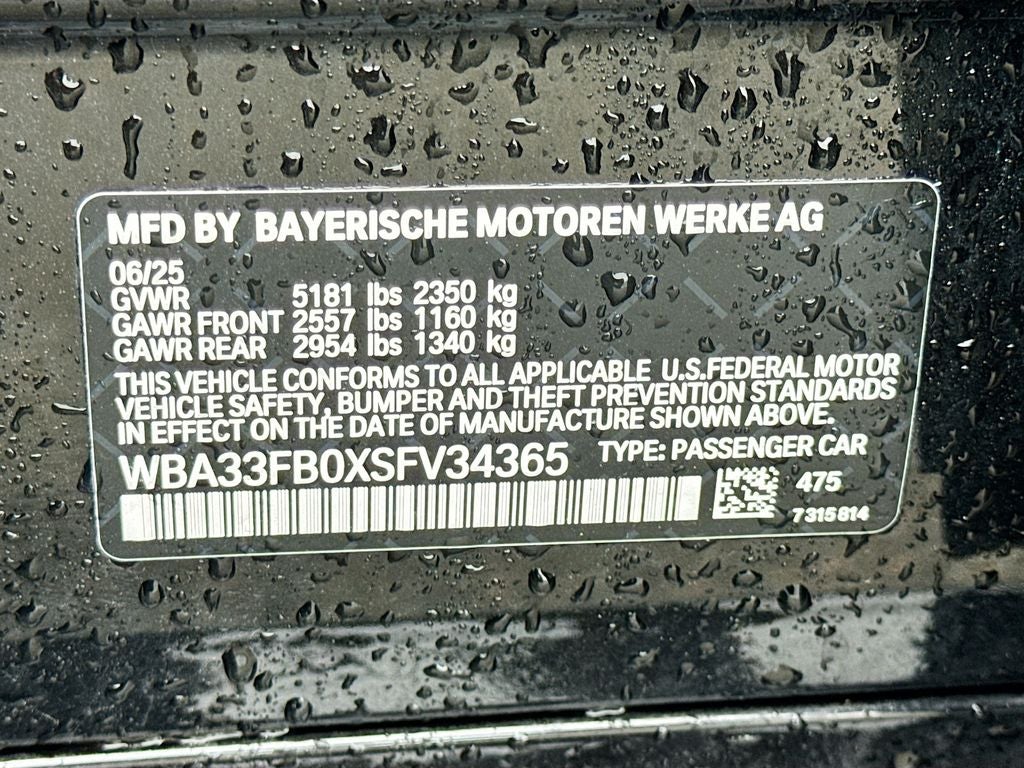 MFD BY BAYERISCHE MOTOREN WERKE AG
06/25
GVWR 5181 lbs 2350 kg
GAWR FRONT 2557 lbs 1160 kg
GAWR REAR 2954 lbs 1340 kg
THIS VEHICLE CONFORMS TO ALL APPLICABLE U.S.FEDERAL MOTOR
VEHICLE SAFETY, BUMPER AND THEFT PREVENTION STANDARDS
IN EFFECT ON THE DATE OF MANUFACTURE SHOWN ABOVE.
WBA33FB0XSFV34365 TYPE: PASSENGER CAR
475
7315814